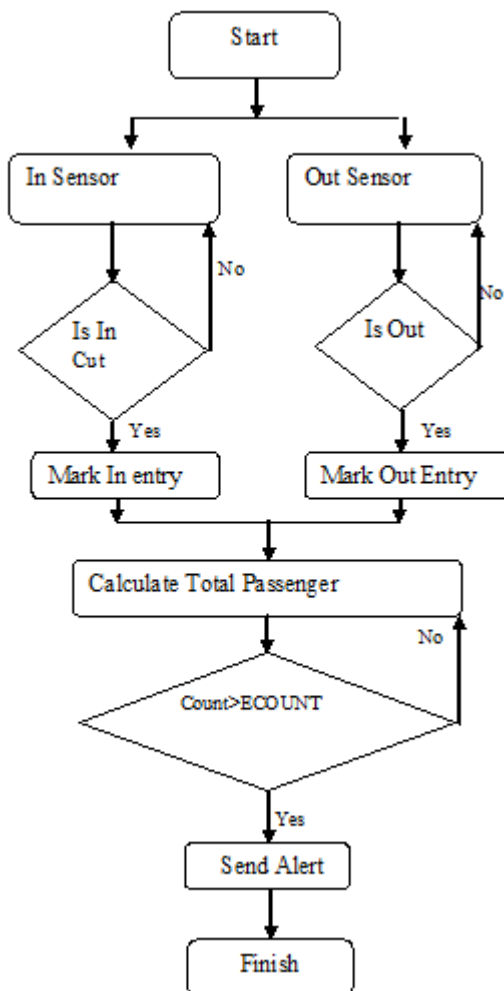 Start
In Sensor
Out Sensor
No
No
Is In
Cut
Is Out
Yes
Yes
Mark In entry
Mark Out Entry
Calculate Total Passenger
No
Count>ECOUNT
Yes
Send Alert
Finish